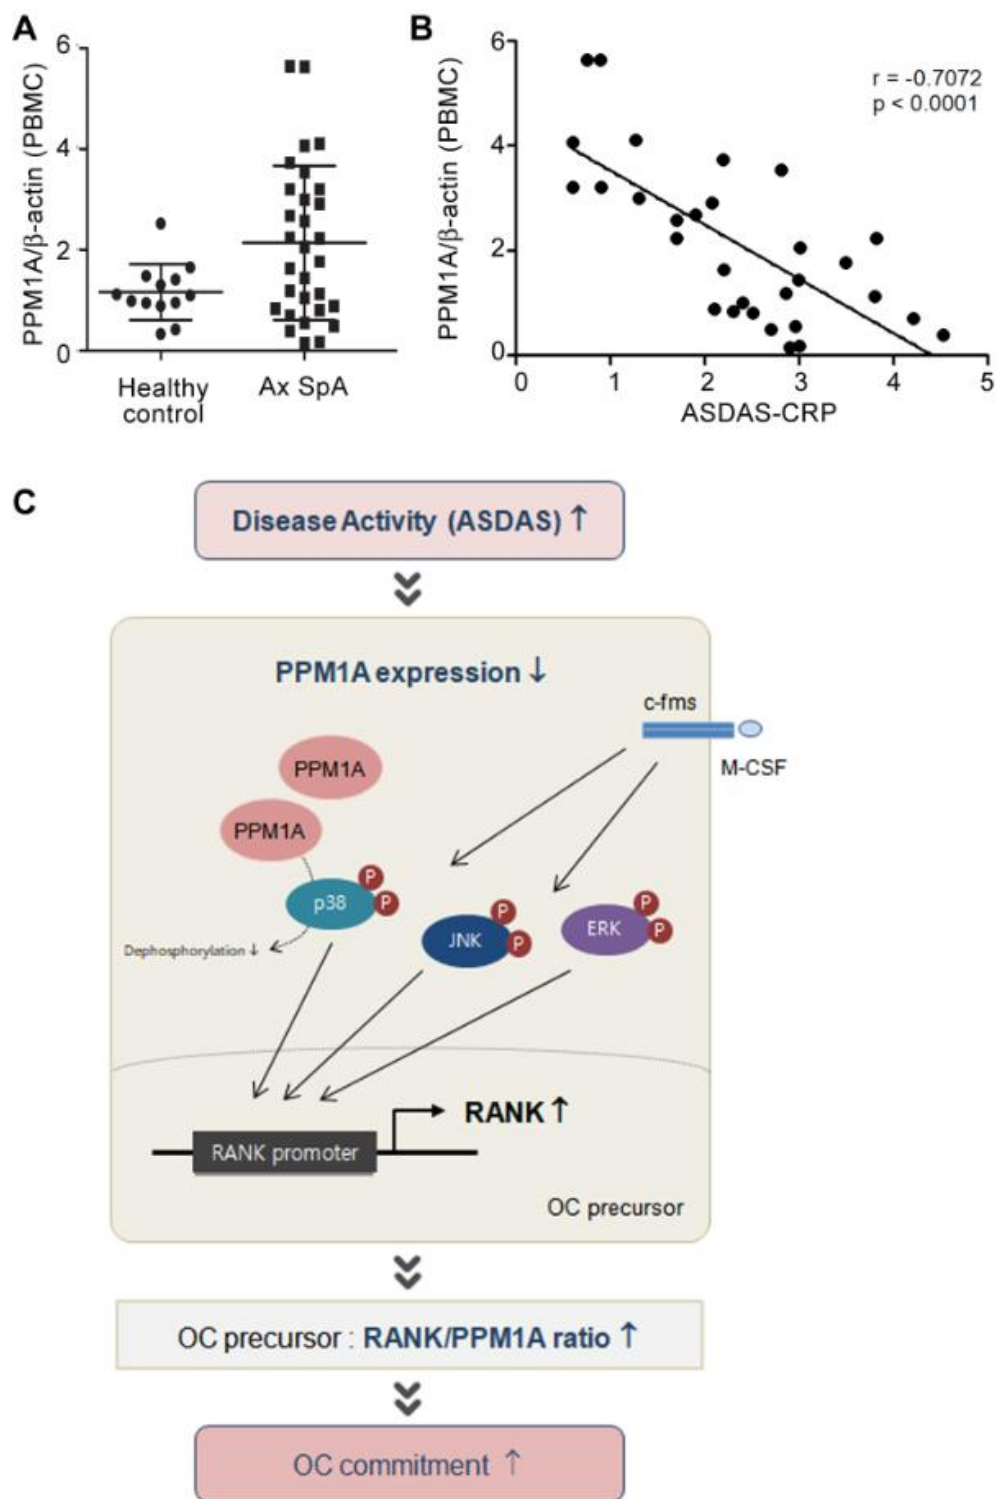 A
PPM1A/β-actin (PBMC)
6
4
2
0
Healthy
control
Ax SpA
B
PPM1A/β-actin (PBMC)
6
4
2
0
r = -0.7072
p < 0.0001
0 1 2 3 4 5
ASDAS-CRP
C
Disease Activity (ASDAS) ↑
PPM1A expression ↓
c-fms
M-CSF
PPM1A
PPM1A
p38
P
P
JNK
P
P
ERK
P
P
Dephosphorylation ↓
RANK ↑
RANK promoter
OC precursor
OC precursor : RANK/PPM1A ratio ↑
OC commitment ↑